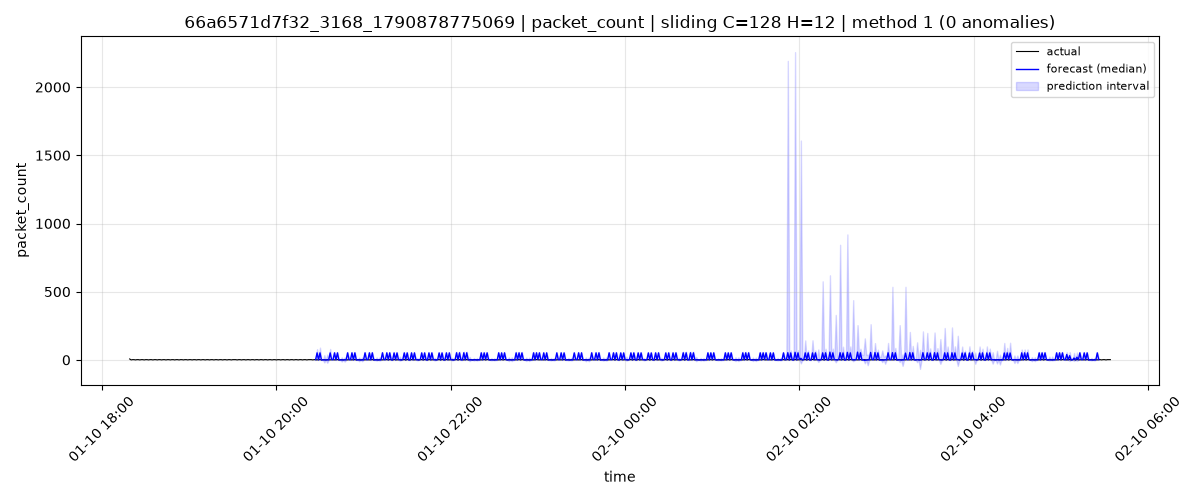 66a6571d7f32_3168_1790878775069 | packet_count | sliding C=128 H=12 | method 1 (0 anomalies)
actual
forecast (median)
prediction interval
packet_count
2000
1500
1000
500
0
01-10 18:00
01-10 20:00
01-10 22:00
02-10 00:00
02-10 02:00
02-10 04:00
02-10 06:00
time